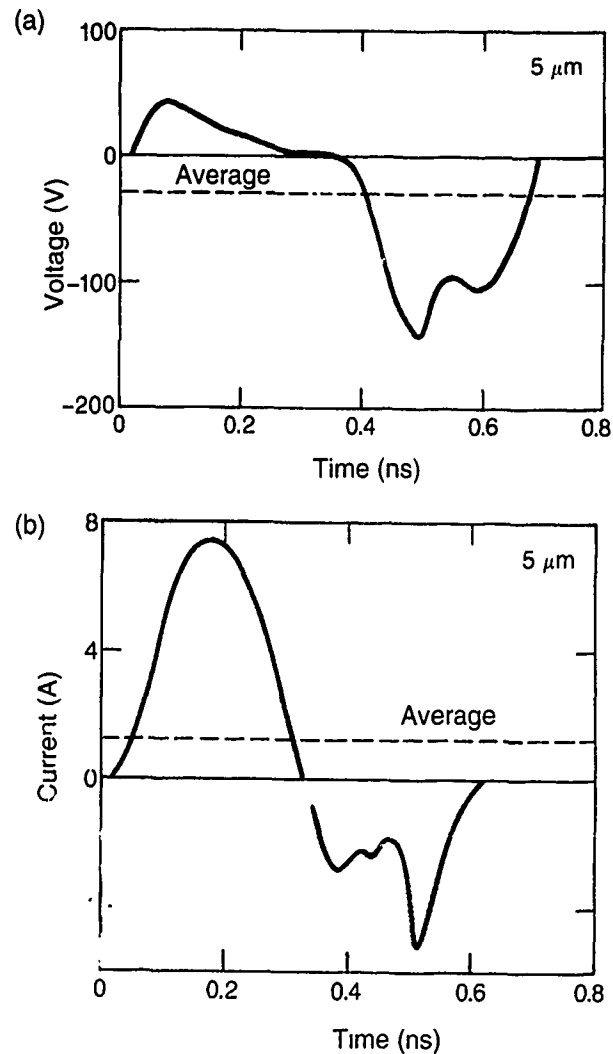 (a)
100
5 μm
0
Average
-100
-200
Voltage (V)
0
0.2
0.4
0.6
0.8
Time (ns)
(b)
8
5 μm
4
Average
0
Current (A)
0
0.2
0.4
0.6
0.8
Time (ns)